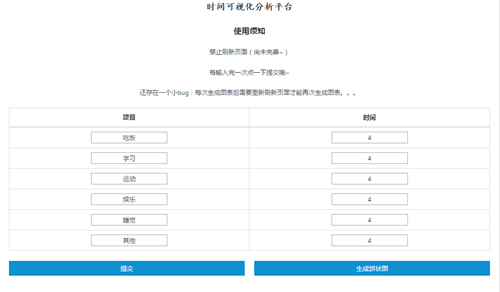 时间可视化分析平台
使用须知
禁止刷新页面(尚未完善~)
每输入完一次点一下提交哦~
还存在一个小bug:每次生成图表后需要重新刷新页面才能再次生成图表。。。
项目 时间
吃饭 4
学习 4
运动 4
娱乐 4
睡觉 4
其他 4
提交 生成饼状图